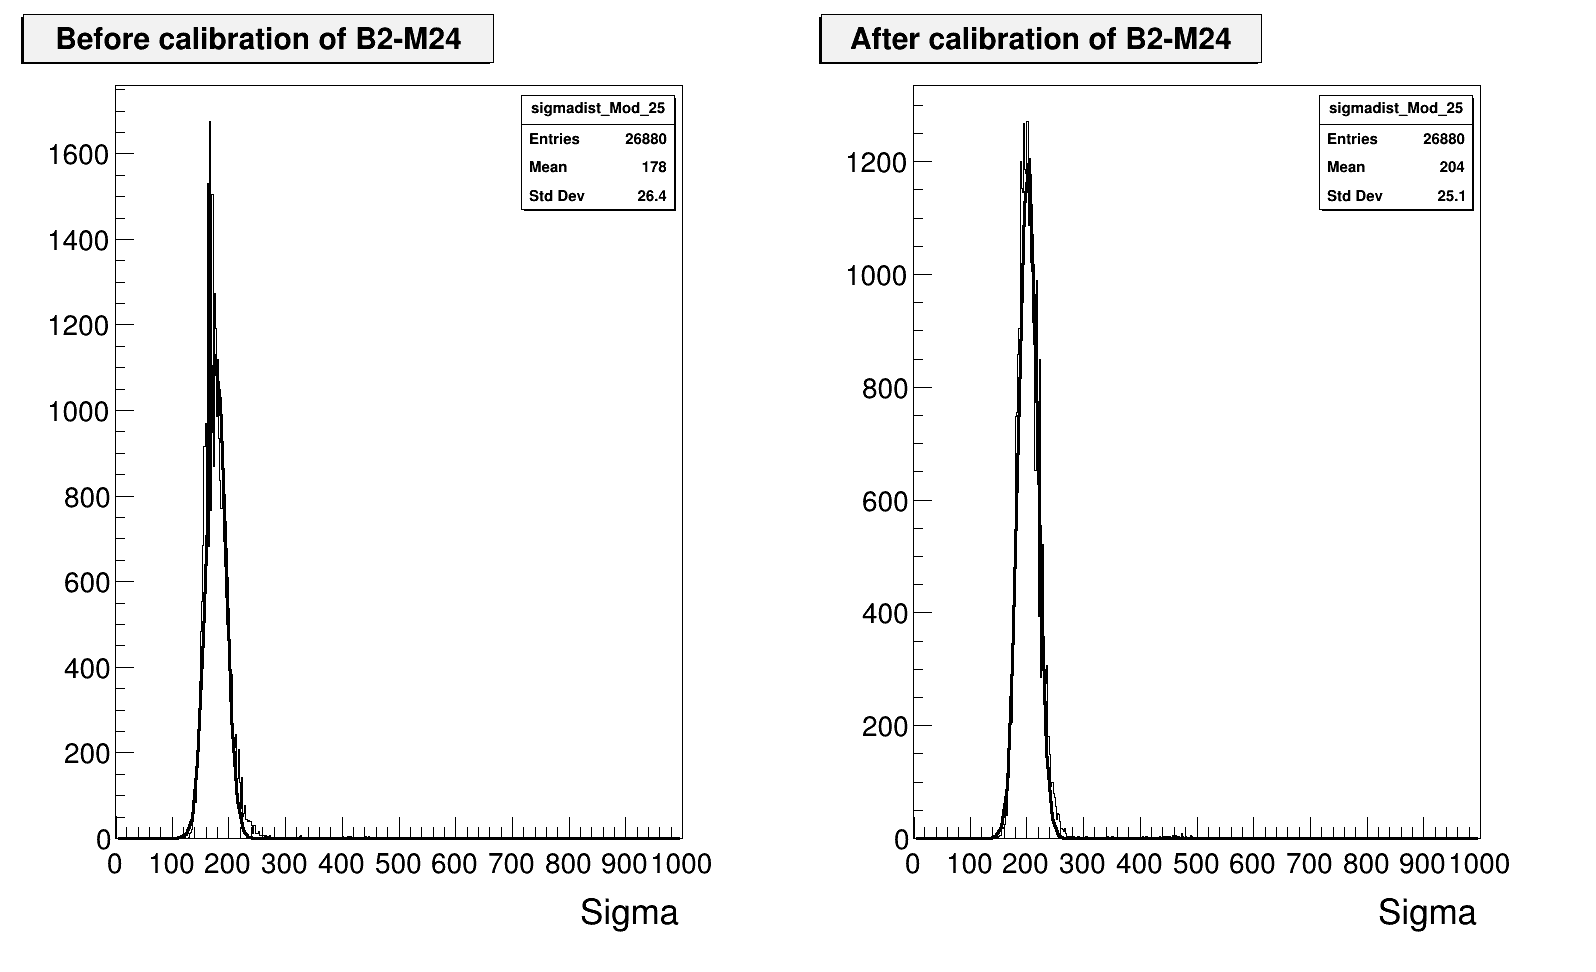 Before calibration of B2-M24
sigmadist_Mod_25
Entries 26880
Mean 178
Std Dev 26.4
1600
1400
1200
1000
800
600
400
200
0
0 100 200 300 400 500 600 700 800 900 1000
Sigma
After calibration of B2-M24
sigmadist_Mod_25
Entries 26880
Mean 204
Std Dev 25.1
1200
1000
800
600
400
200
0
0 100 200 300 400 500 600 700 800 900 1000
Sigma